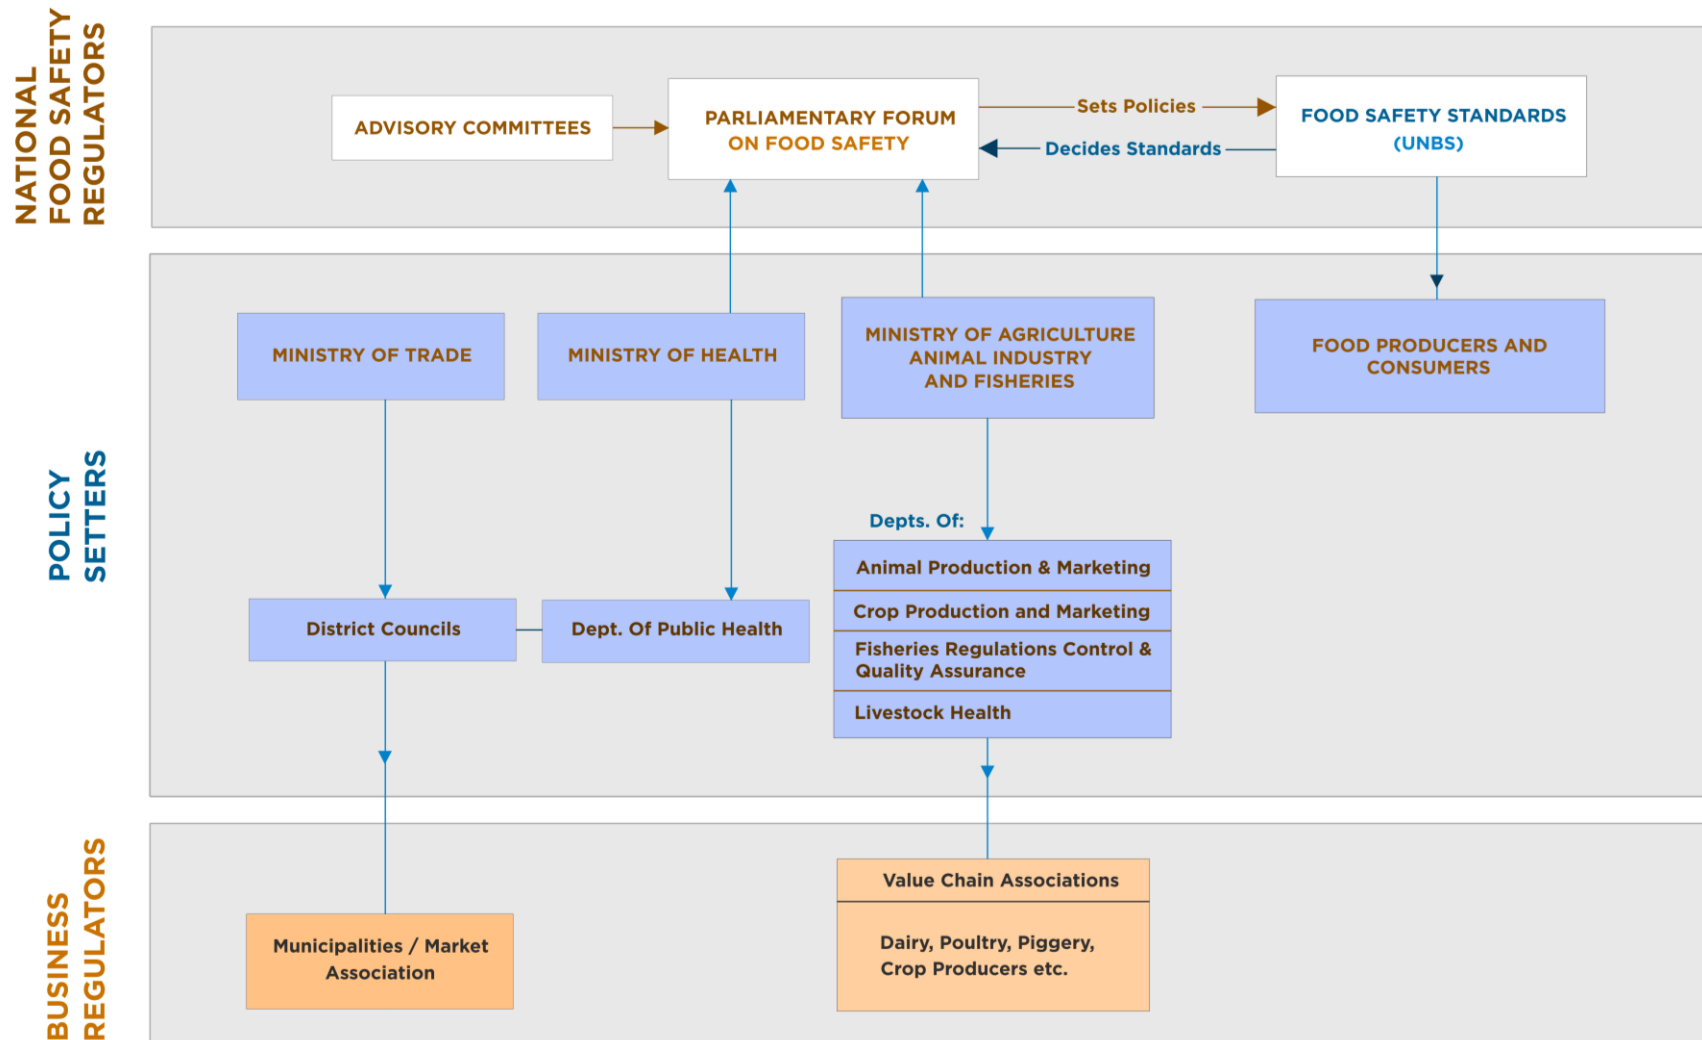 NATIONAL
FOOD SAFETY
REGULATORS
ADVISORY COMMITTEES
PARLIAMENTARY FORUM
ON FOOD SAFETY
Sets Policies
Decides Standards
FOOD SAFETY STANDARDS
(UNBS)
POLICY
SETTERS
MINISTRY OF TRADE
MINISTRY OF HEALTH
MINISTRY OF AGRICULTURE
ANIMAL INDUSTRY
AND FISHERIES
FOOD PRODUCERS AND
CONSUMERS
District Councils
Dept. Of Public Health
Depts. Of:
Animal Production & Marketing
Crop Production and Marketing
Fisheries Regulations Control &
Quality Assurance
Livestock Health
BUSINESS
REGULATORS
Municipalities / Market
Association
Value Chain Associations
Dairy, Poultry, Piggery,
Crop Producers etc.